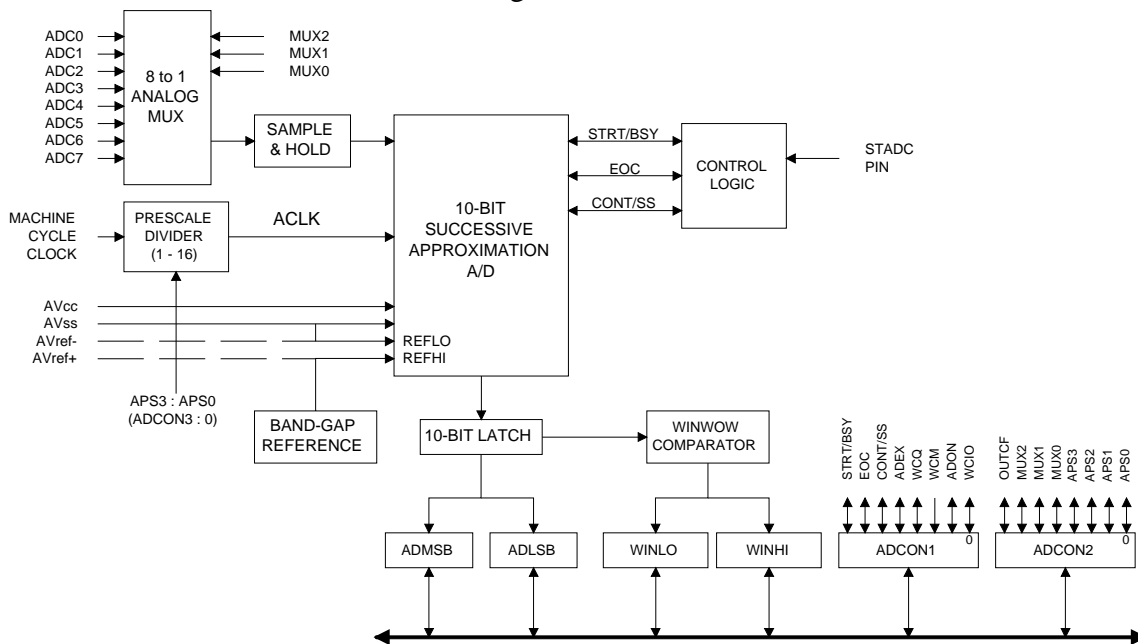 ADC0
ADC1
ADC2
ADC3
ADC4
ADC5
ADC6
ADC7
8 to 1
ANALOG
MUX
MUX2
MUX1
MUX0
SAMPLE
& HOLD
10-BIT
SUCCESSIVE
APPROXIMATION
A/D
STRT/BSY
EOC
CONT/SS
CONTROL
LOGIC
STADC
PIN
MACHINE
CYCLE
CLOCK
PRESCALE
DIVIDER
(1 - 16)
ACLK
AVcc
AVss
AVref-
AVref+
REFLO
REFHI
APS3 : APS0
(ADCON3 : 0)
BAND-GAP
REFERENCE
10-BIT LATCH
WINWOW
COMPARATOR
STRT/BSY
EOC
CONT/SS
ADEX
WCQ
WCM
ADON
WCIO
OUTCF
MUX2
MUX1
MUX0
APS3
APS2
APS1
APS0
ADMSB
ADLSB
WINLO
WINHI
0
ADCON1
0
ADCON2